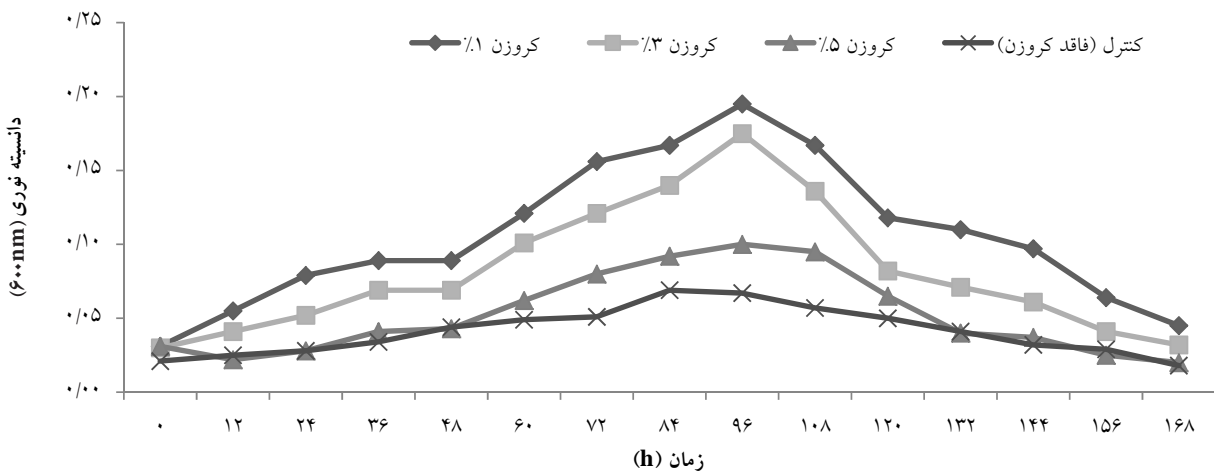 ۰/۲۵
۰/۲۰
۰/۱۵
۰/۱۰
۰/۰۵
۰/۰۰
دانسیته نوری (۶۰۰nm)
کروزن ۱٪
کروزن ۳٪
کروزن ۵٪
کنترل (فاقد کروزن)
۰ ۱۲ ۲۴ ۳۶ ۴۸ ۶۰ ۷۲ ۸۴ ۹۶ ۱۰۸ ۱۲۰ ۱۳۲ ۱۴۴ ۱۵۶ ۱۶۸
زمان (h)